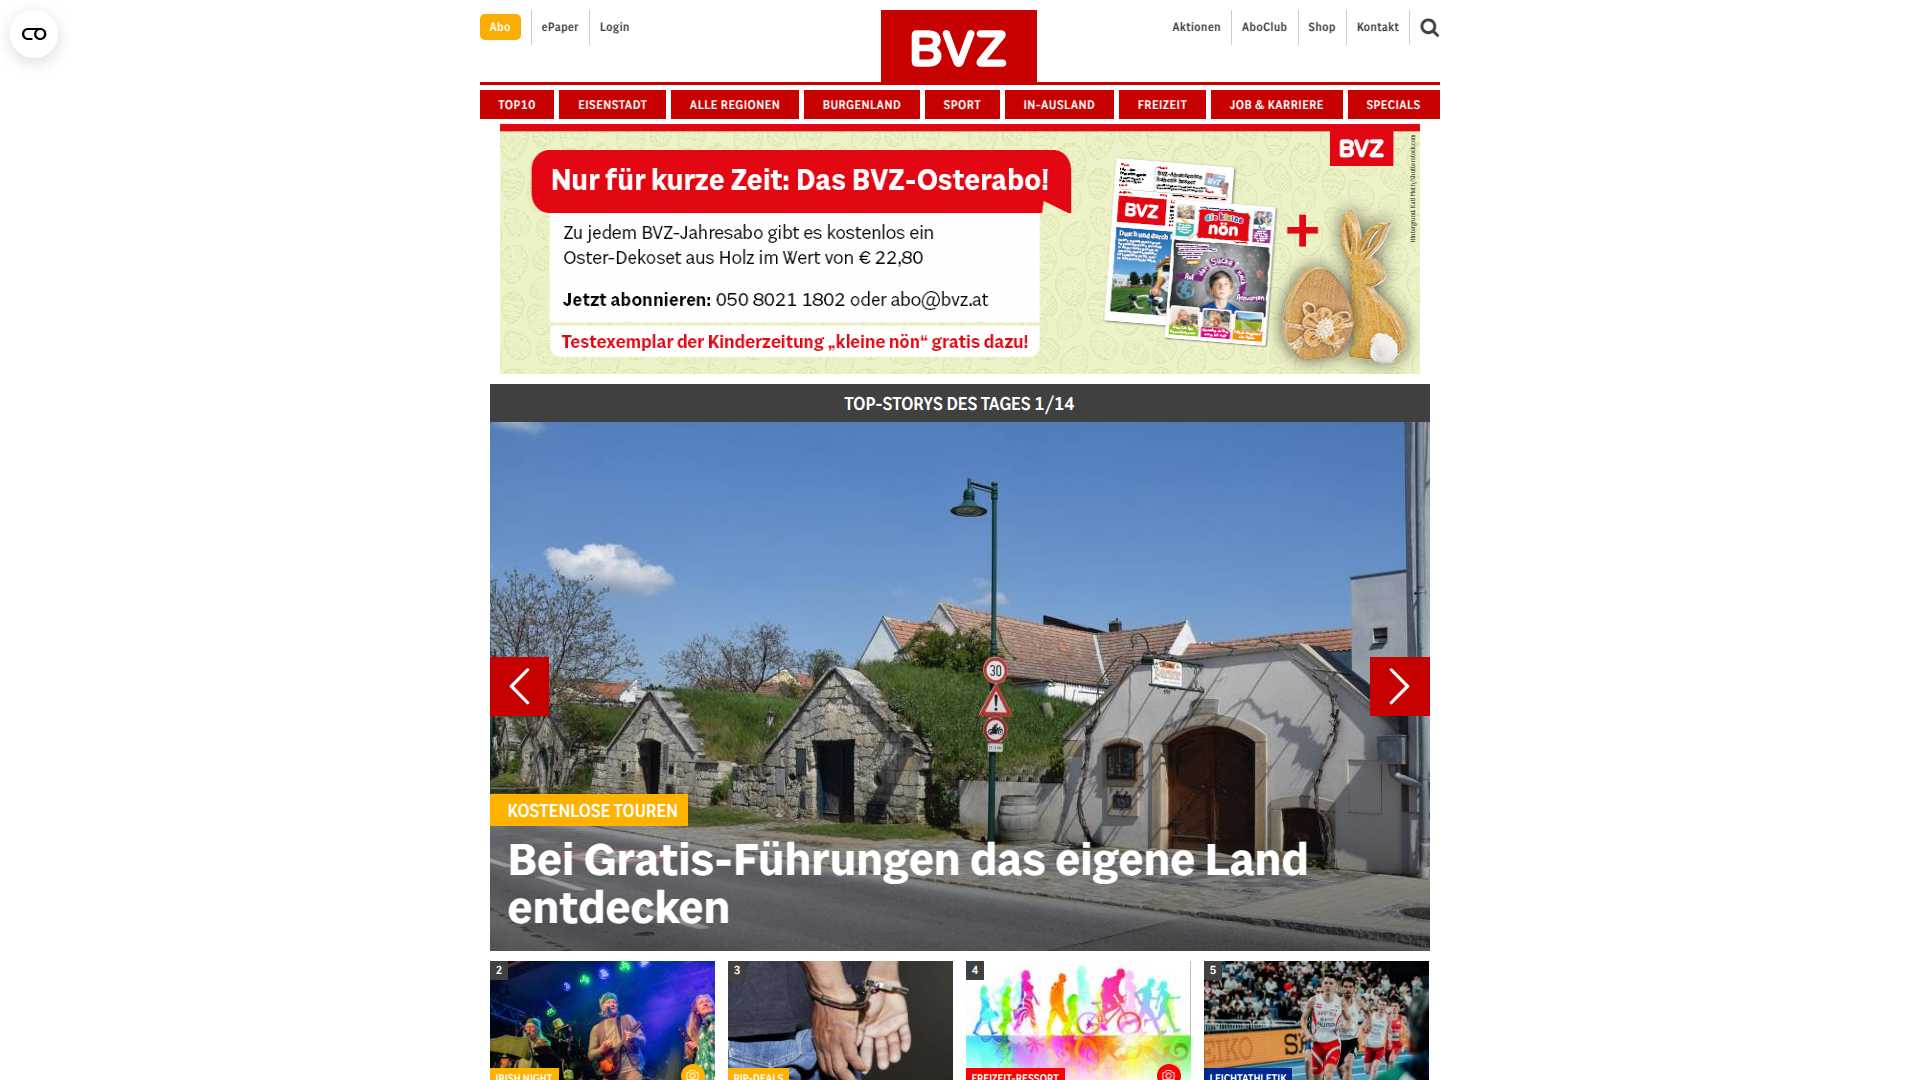 Abo
ePaper
Login
BVZ
Aktionen
AboClub
Shop
Kontakt
TOP10
EISENSTADT
ALLE REGIONEN
BURGENLAND
SPORT
IN-AUSLAND
FREIZEIT
JOB & KARRIERE
SPECIALS
BVZ
Nur für kurze Zeit: Das BVZ-Osterabo!
Zu jedem BVZ-Jahresabo gibt es kostenlos ein
Oster-Dekoset aus Holz im Wert von € 22,80
Jetzt abonnieren: 050 8021 1802 oder abo@bvz.at
Testexemplar der Kinderzeitung „kleine nön“ gratis dazu!
BVZ
die kleine
nön
+
TOP-STORYS DES TAGES 1/14
30
KOSTENLOSE TOUREN
Bei Gratis-Führungen das eigene Land
entdecken
2
3
4
5
SEIKO
IRISH NIGHT
RIP-DEALS
FREIZEIT-RESSORT
LEICHTATHLETIK